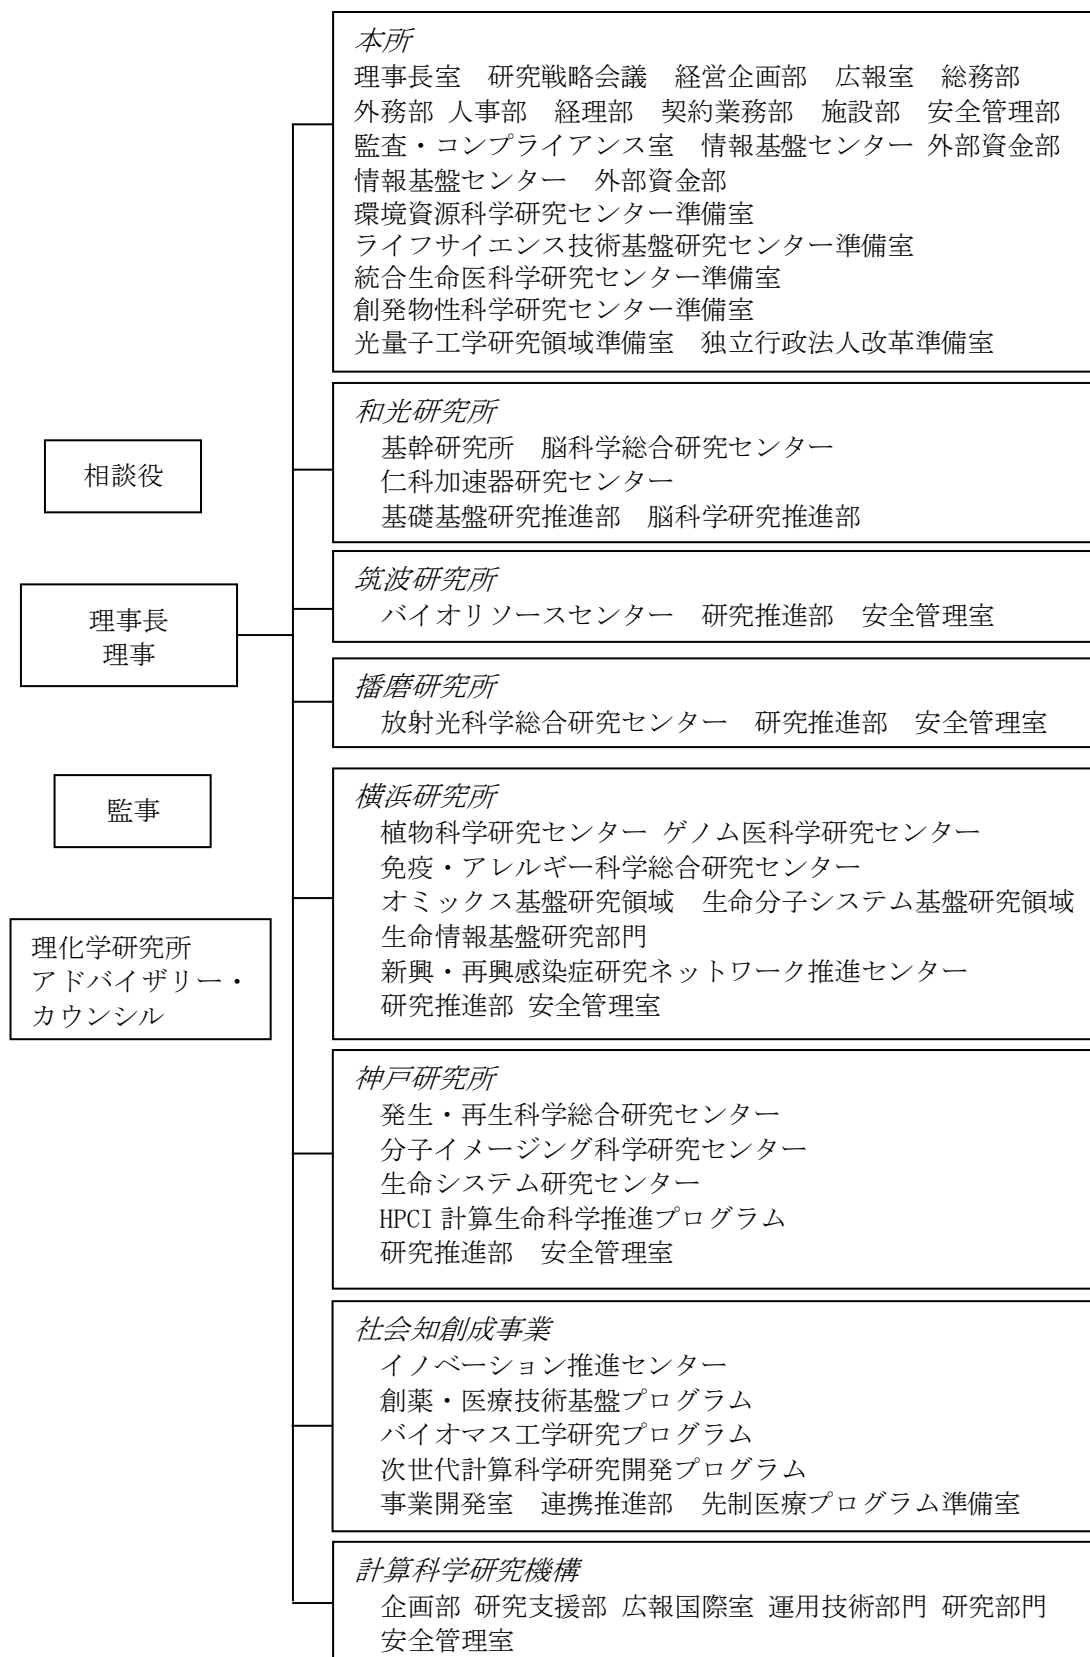 本所
理事長室　研究戦略会議　経営企画部　広報室　総務部
外務部 人事部　経理部　契約業務部　施設部　安全管理部
監査・コンプライアンス室　情報基盤センター 外部資金部
情報基盤センター　外部資金部
環境資源科学研究センター準備室
ライフサイエンス技術基盤研究センター準備室
統合生命医科学研究センター準備室
創発物性科学研究センター準備室
光量子工学研究領域準備室　独立行政法人改革準備室
和光研究所
基幹研究所　脳科学総合研究センター
仁科加速器研究センター
基礎基盤研究推進部　脳科学研究推進部
相談役
筑波研究所
バイオリソースセンター　研究推進部　安全管理室
理事長
理事
播磨研究所
放射光科学総合研究センター　研究推進部　安全管理室
監事
横浜研究所
植物科学研究センター ゲノム医科学研究センター
免疫・アレルギー科学総合研究センター
オミックス基盤研究領域　生命分子システム基盤研究領域
生命情報基盤研究部門
新興・再興感染症研究ネットワーク推進センター
研究推進部 安全管理室
理化学研究所
アドバイザリー・
カウンシル
神戸研究所
発生・再生科学総合研究センター
分子イメージング科学研究センター
生命システム研究センター
HPCI 計算生命科学推進プログラム
研究推進部　安全管理室
社会知創成事業
イノベーション推進センター
創薬・医療技術基盤プログラム
バイオマス工学研究プログラム
次世代計算科学研究開発プログラム
事業開発室　連携推進部　先制医療プログラム準備室
計算科学研究機構
企画部 研究支援部 広報国際室 運用技術部門 研究部門
安全管理室